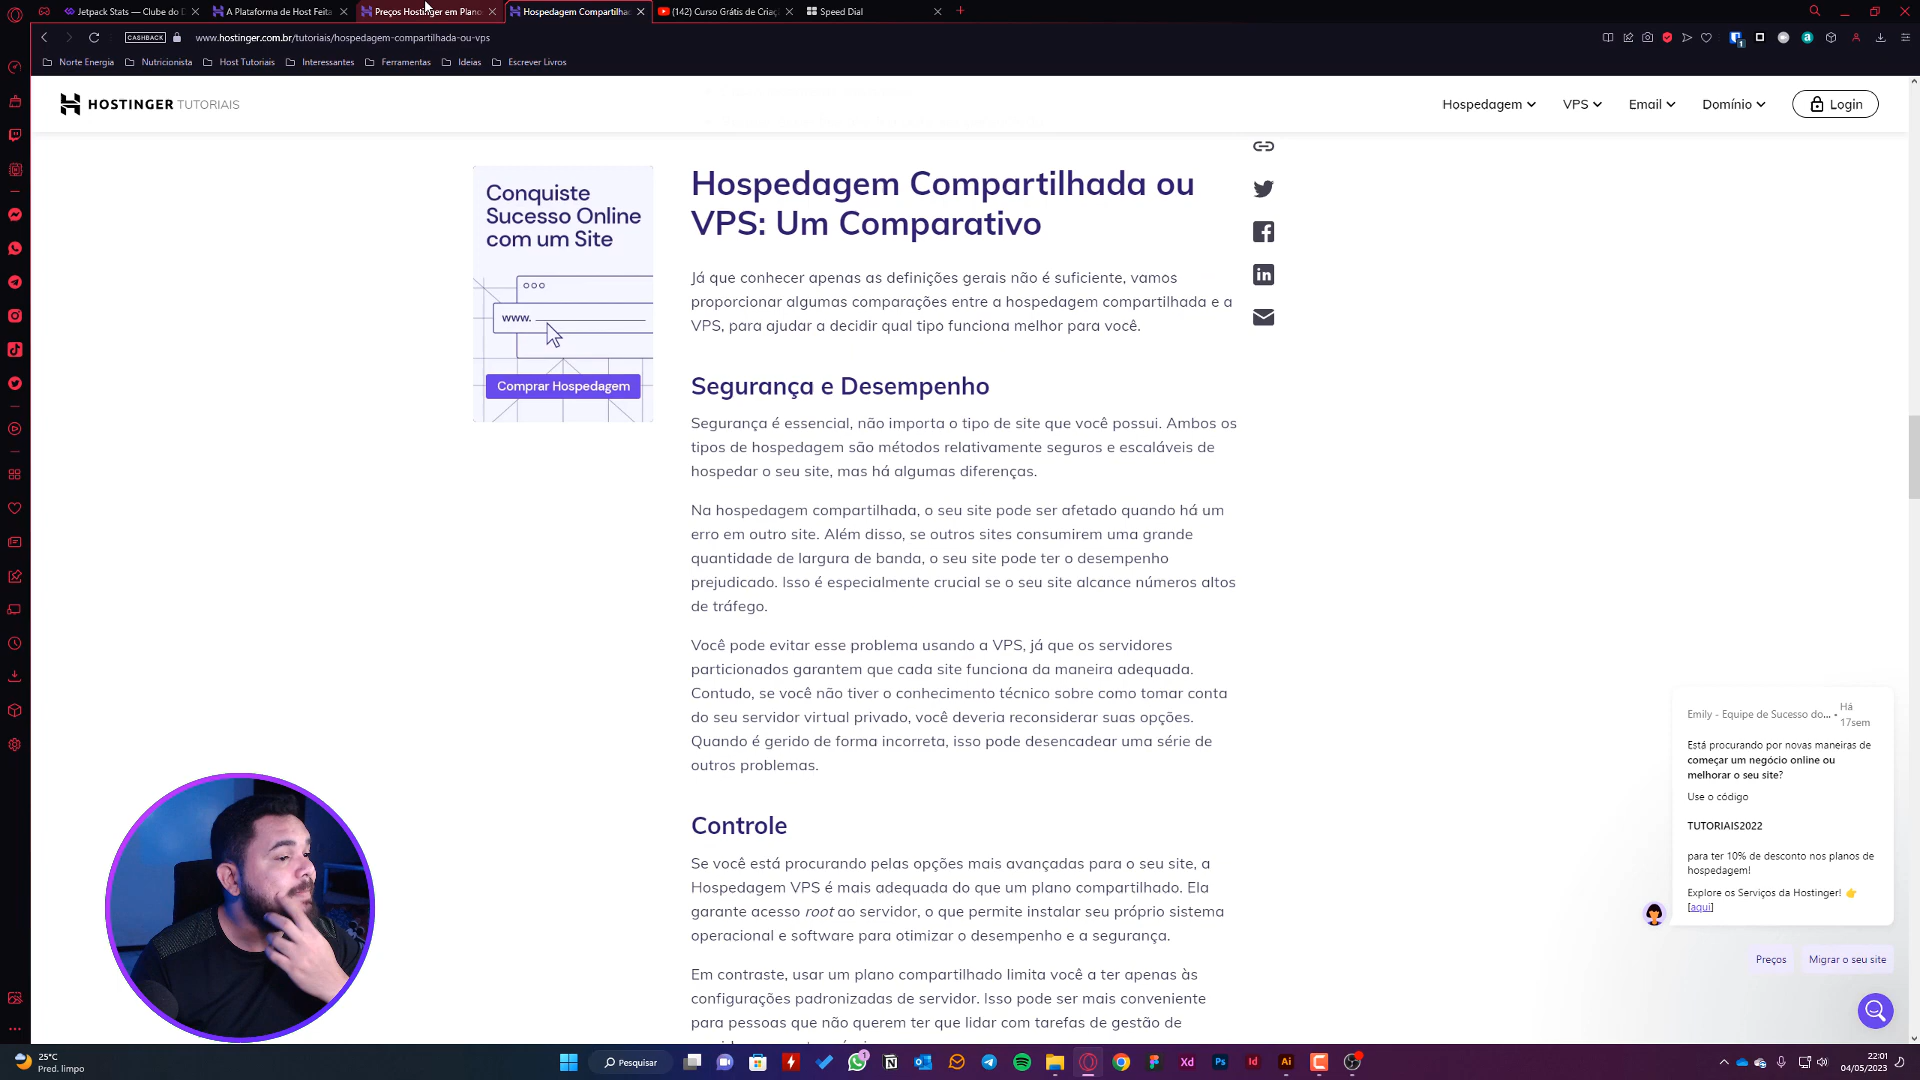 Jetpack Stats — Clube do D
A Plataforma de Host Feita
Preços Hostinger em Plano
Hospedagem Compartilha
(142) Curso Grátis de Criaç
Speed Dial
CASHBACK
www.hostinger.com.br/tutoriais/hospedagem-compartilhada-ou-vps
Norte Energia
Nutricionista
Host Tutoriais
Interessantes
Ferramentas
Ideias
Escrever Livros
HOSTINGER TUTORIAIS
Hospedagem
VPS
Email
Domínio
Login
Conquiste
Sucesso Online
com um Site
www.
Comprar Hospedagem
Hospedagem Compartilhada ou
VPS: Um Comparativo
Já que conhecer apenas as definições gerais não é suficiente, vamos
proporcionar algumas comparações entre a hospedagem compartilhada e a
VPS, para ajudar a decidir qual tipo funciona melhor para você.
Segurança e Desempenho
Segurança é essencial, não importa o tipo de site que você possui. Ambos os
tipos de hospedagem são métodos relativamente seguros e escaláveis de
hospedar o seu site, mas há algumas diferenças.
Na hospedagem compartilhada, o seu site pode ser afetado quando há um
erro em outro site. Além disso, se outros sites consumirem uma grande
quantidade de largura de banda, o seu site pode ter o desempenho
prejudicado. Isso é especialmente crucial se o seu site alcance números altos
de tráfego.
Você pode evitar esse problema usando a VPS, já que os servidores
particionados garantem que cada site funciona da maneira adequada.
Contudo, se você não tiver o conhecimento técnico sobre como tomar conta
do seu servidor virtual privado, você deveria reconsiderar suas opções.
Quando é gerido de forma incorreta, isso pode desencadear uma série de
outros problemas.
Controle
Se você está procurando pelas opções mais avançadas para o seu site, a
Hospedagem VPS é mais adequada do que um plano compartilhado. Ela
garante acesso root ao servidor, o que permite instalar seu próprio sistema
operacional e software para otimizar o desempenho e a segurança.
Em contraste, usar um plano compartilhado limita você a ter apenas às
configurações padronizadas de servidor. Isso pode ser mais conveniente
para pessoas que não querem ter que lidar com tarefas de gestão de
Emily - Equipe de Sucesso do... • Há
17sem
Está procurando por novas maneiras de
começar um negócio online ou
melhorar o seu site?
Use o código
TUTORIAIS2022
para ter 10% de desconto nos planos de
hospedagem!
Explore os Serviços da Hostinger! 👉
[aqui]
Preços
Migrar o seu site
25°C
Pred. limpo
Pesquisar
1
Xd
Ps
Id
Ai
22:01
04/05/2023